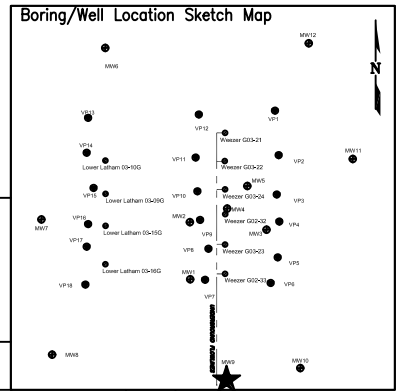 Boring/Well Location Sketch Map
MW12
MW6
N
VP13
VP12
VP1
Weezer G03-21
VP14
VP11
VP2
MW11
Lower Latham 03-10G
Weezer G03-22
MW5
VP15
VP10
Weezer G03-24
VP3
Lower Latham 03-09G
MW4
MW7
VP16
MW2
Weezer G02-32
VP4
VP9
MW3
Lower Latham 03-15G
VP17
VP8
Weezer G03-23
VP5
Lower Latham 03-16G
MW1
Weezer G02-33
VP18
VP7
VP6
UNDERGROUND FLOWLINES
MW8
MW9
MW10